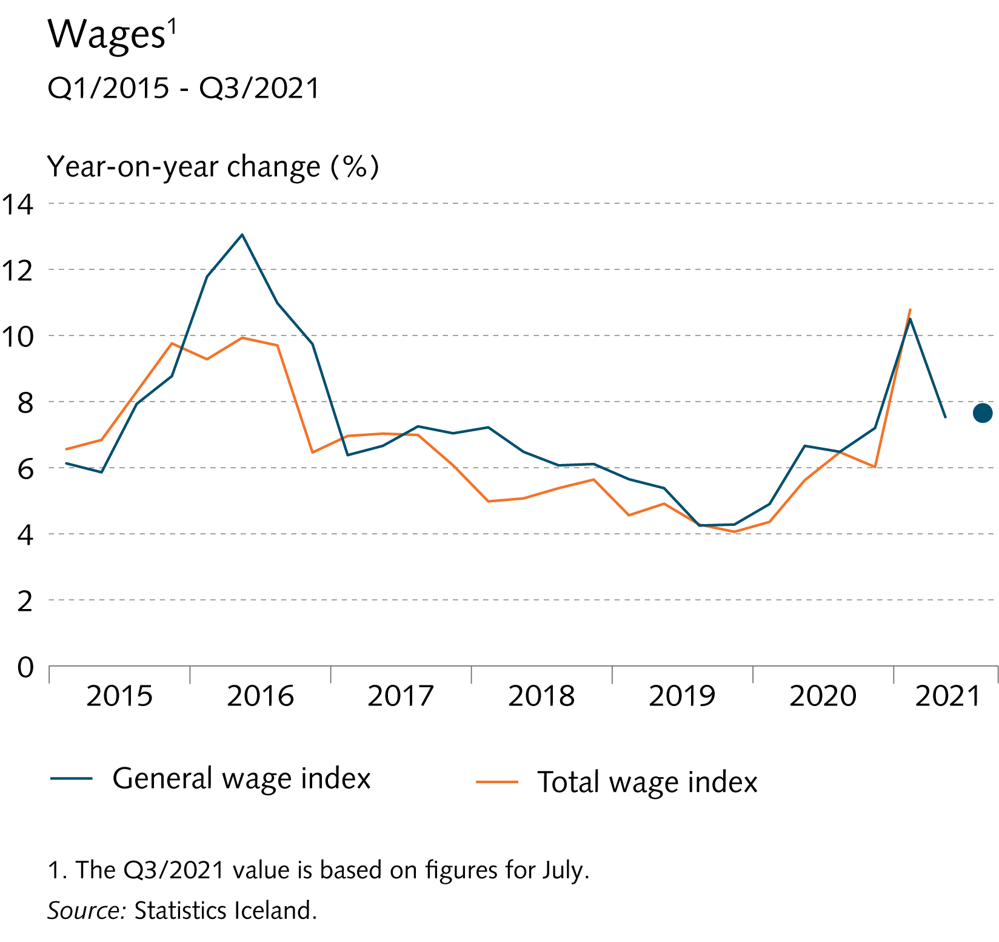 Wages¹
Q1/2015 - Q3/2021
Year-on-year change (%)
14
12
10
8
6
4
2
0
2015 2016 2017 2018 2019 2020 2021
General wage index Total wage index
1. The Q3/2021 value is based on figures for July.
Source: Statistics Iceland.